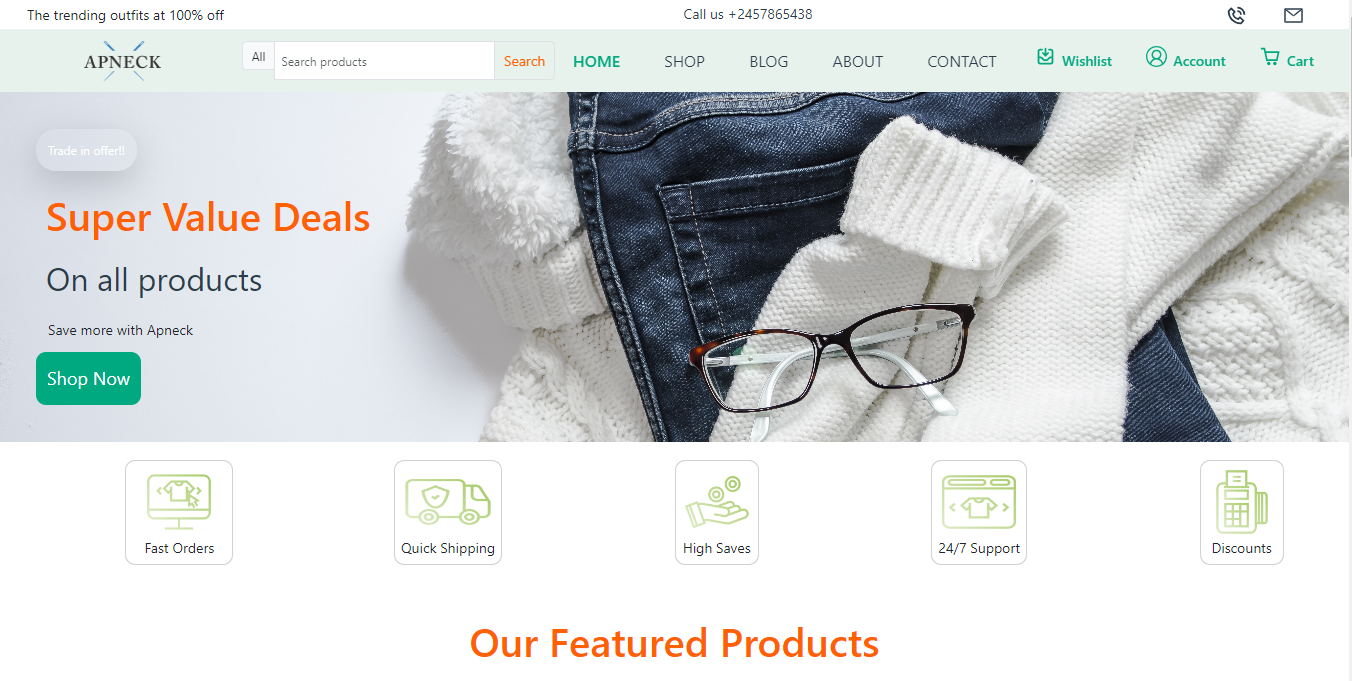 The trending outfits at 100% off
Call us +2457865438
APNECK
All
Search products
Search
HOME
SHOP
BLOG
ABOUT
CONTACT
Wishlist
Account
Cart
Trade in offer!!
Super Value Deals
On all products
Save more with Apneck
Shop Now
Fast Orders
Quick Shipping
High Saves
24/7 Support
Discounts
Our Featured Products